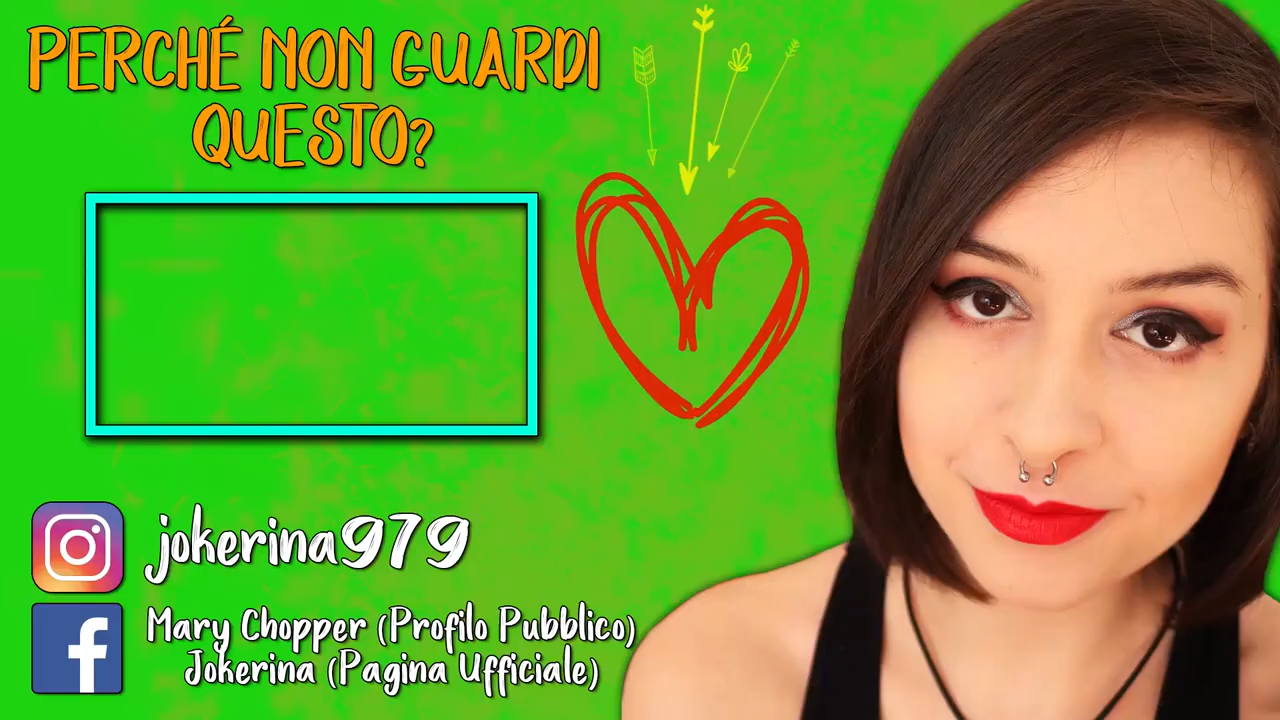 PERCHÉ NON GUARDI
QUESTO?
jokerina979
Mary Chopper (Profilo Pubblico)
Jokerina (Pagina Ufficiale)